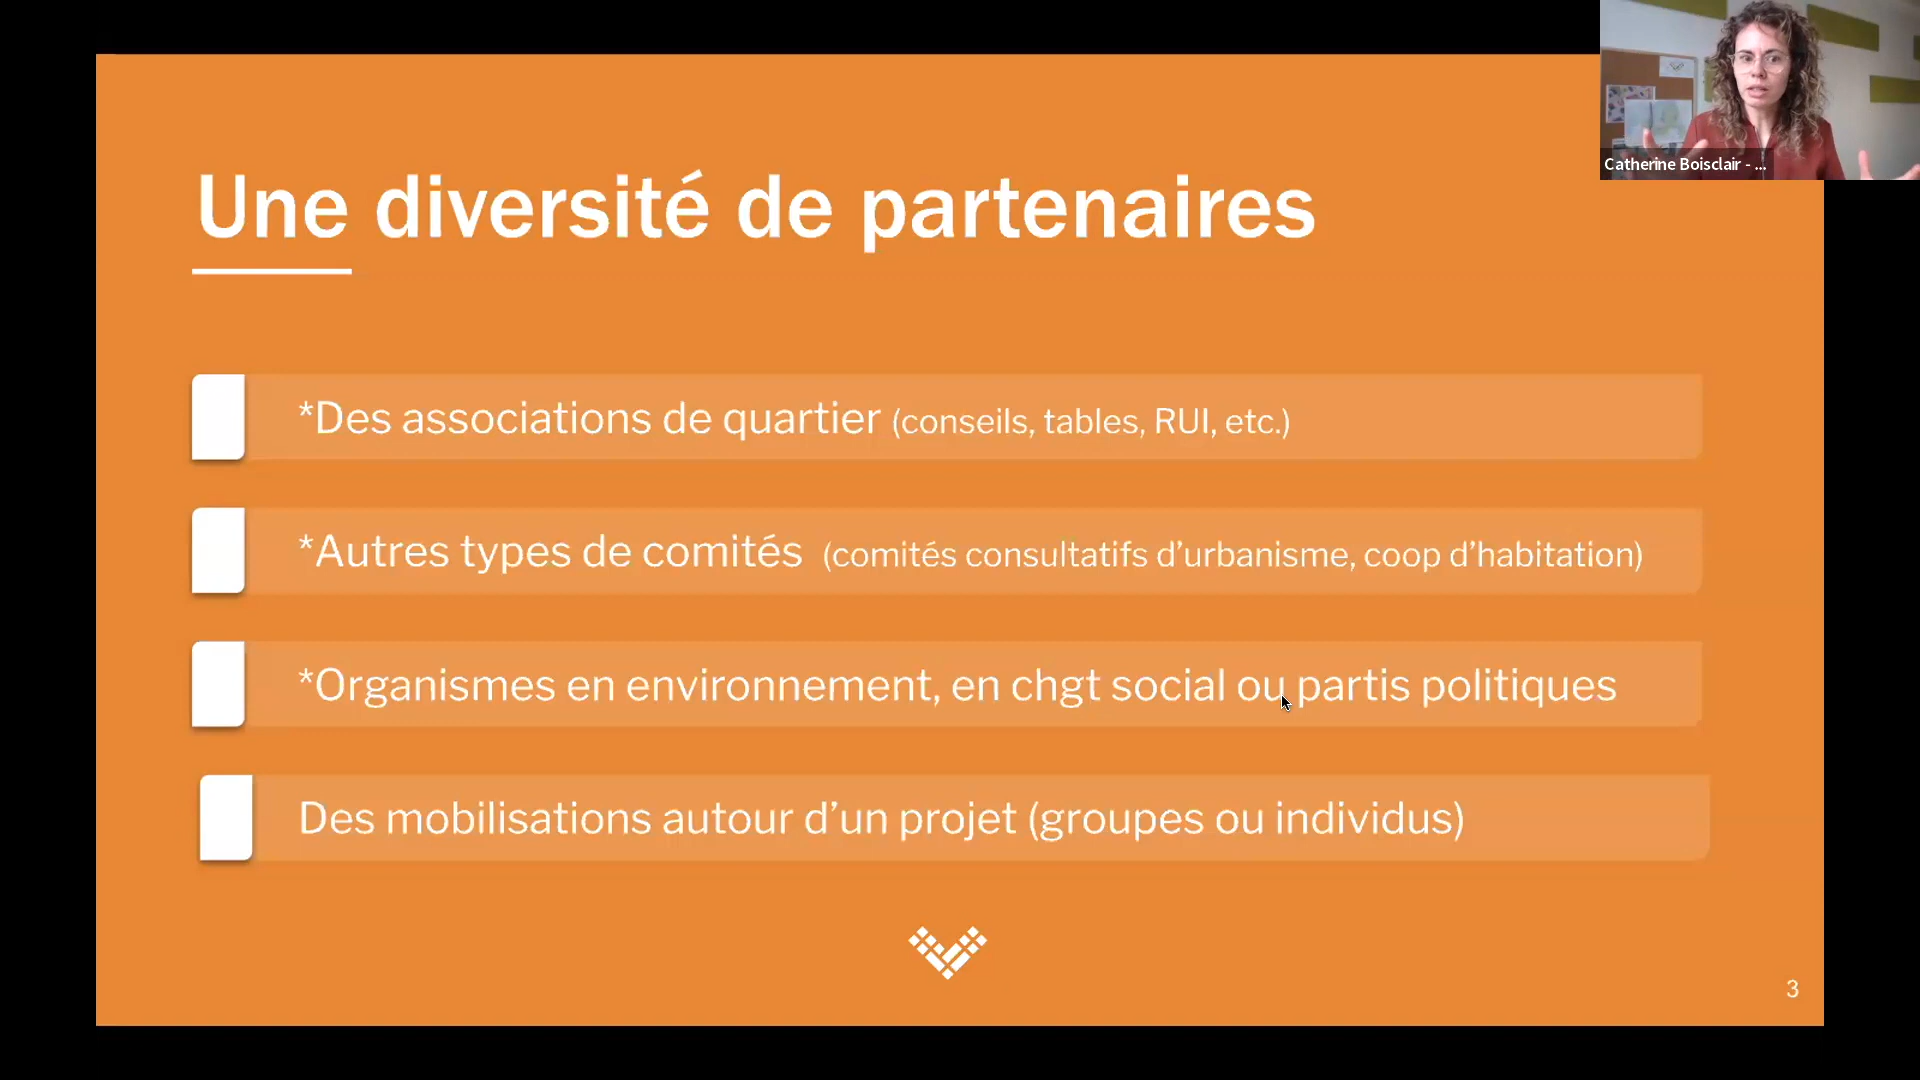 Catherine Boisclair - ...
Une diversité de partenaires
*Des associations de quartier (conseils, tables, RUI, etc.)
*Autres types de comités (comités consultatifs d’urbanisme, coop d’habitation)
*Organismes en environnement, en chgt social ou partis politiques
Des mobilisations autour d’un projet (groupes ou individus)
3